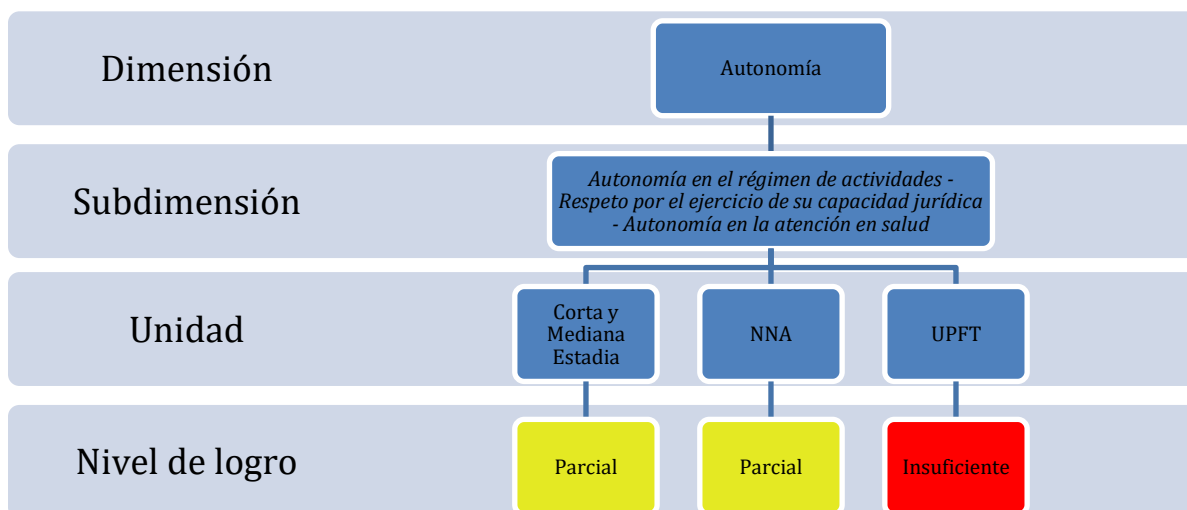 Dimensión
Autonomía
Subdimensión
Autonomía en el régimen de actividades -
Respeto por el ejercicio de su capacidad jurídica
- Autonomía en la atención en salud
Unidad
Corta y
Mediana
Estadia
NNA
UPFT
Nivel de logro
Parcial
Parcial
Insuficiente